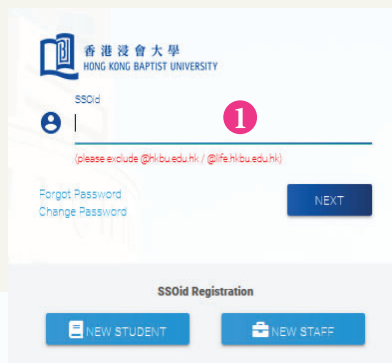 香港浸會大學
HONG KONG BAPTIST UNIVERSITY
SSOid
1
(please exclude @hkbu.edu.hk / @life.hkbu.edu.hk)
Forgot Password
NEXT
Change Password
SSOid Registration
NEW STUDENT
NEW STAFF